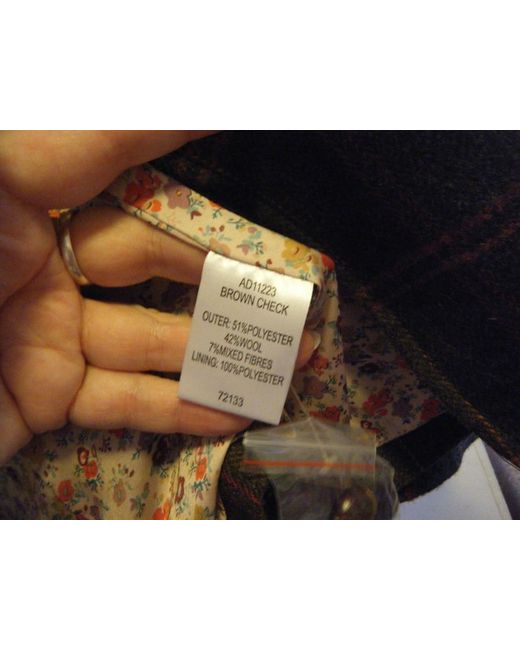 AD11223
BROWN CHECK
OUTER: 51%POLYESTER
42%WOOL
7%MIXED FIBRES
LINING: 100%POLYESTER
72133